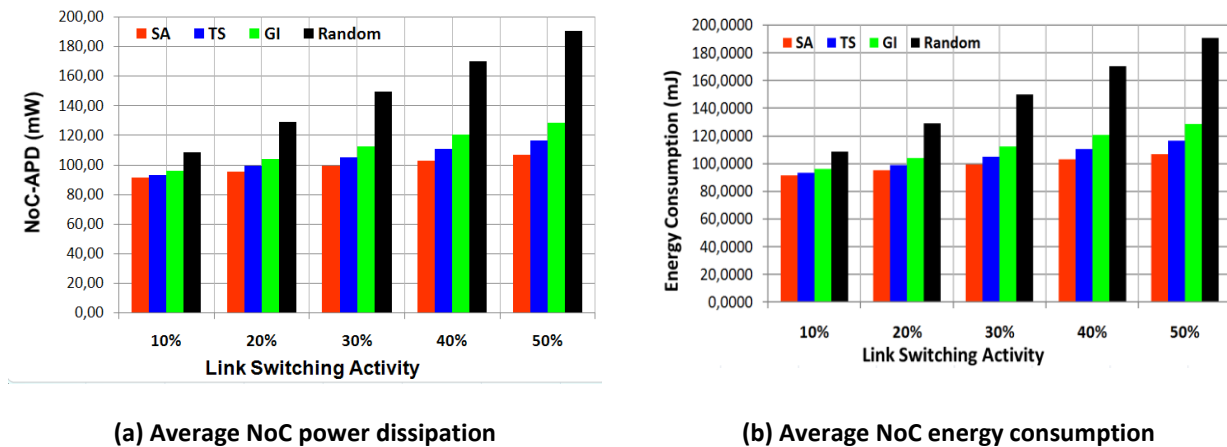 200,00
180,00
160,00
140,00
120,00
100,00
80,00
60,00
40,00
20,00
0,00
NoC-APD (mW)
SA TS GI Random
10% 20% 30% 40% 50%
Link Switching Activity
(a) Average NoC power dissipation
200,0000
180,0000
160,0000
140,0000
120,0000
100,0000
80,0000
60,0000
40,0000
20,0000
0,0000
Energy Consumption (mJ)
SA TS GI Random
10% 20% 30% 40% 50%
Link Switching Activity
(b) Average NoC energy consumption